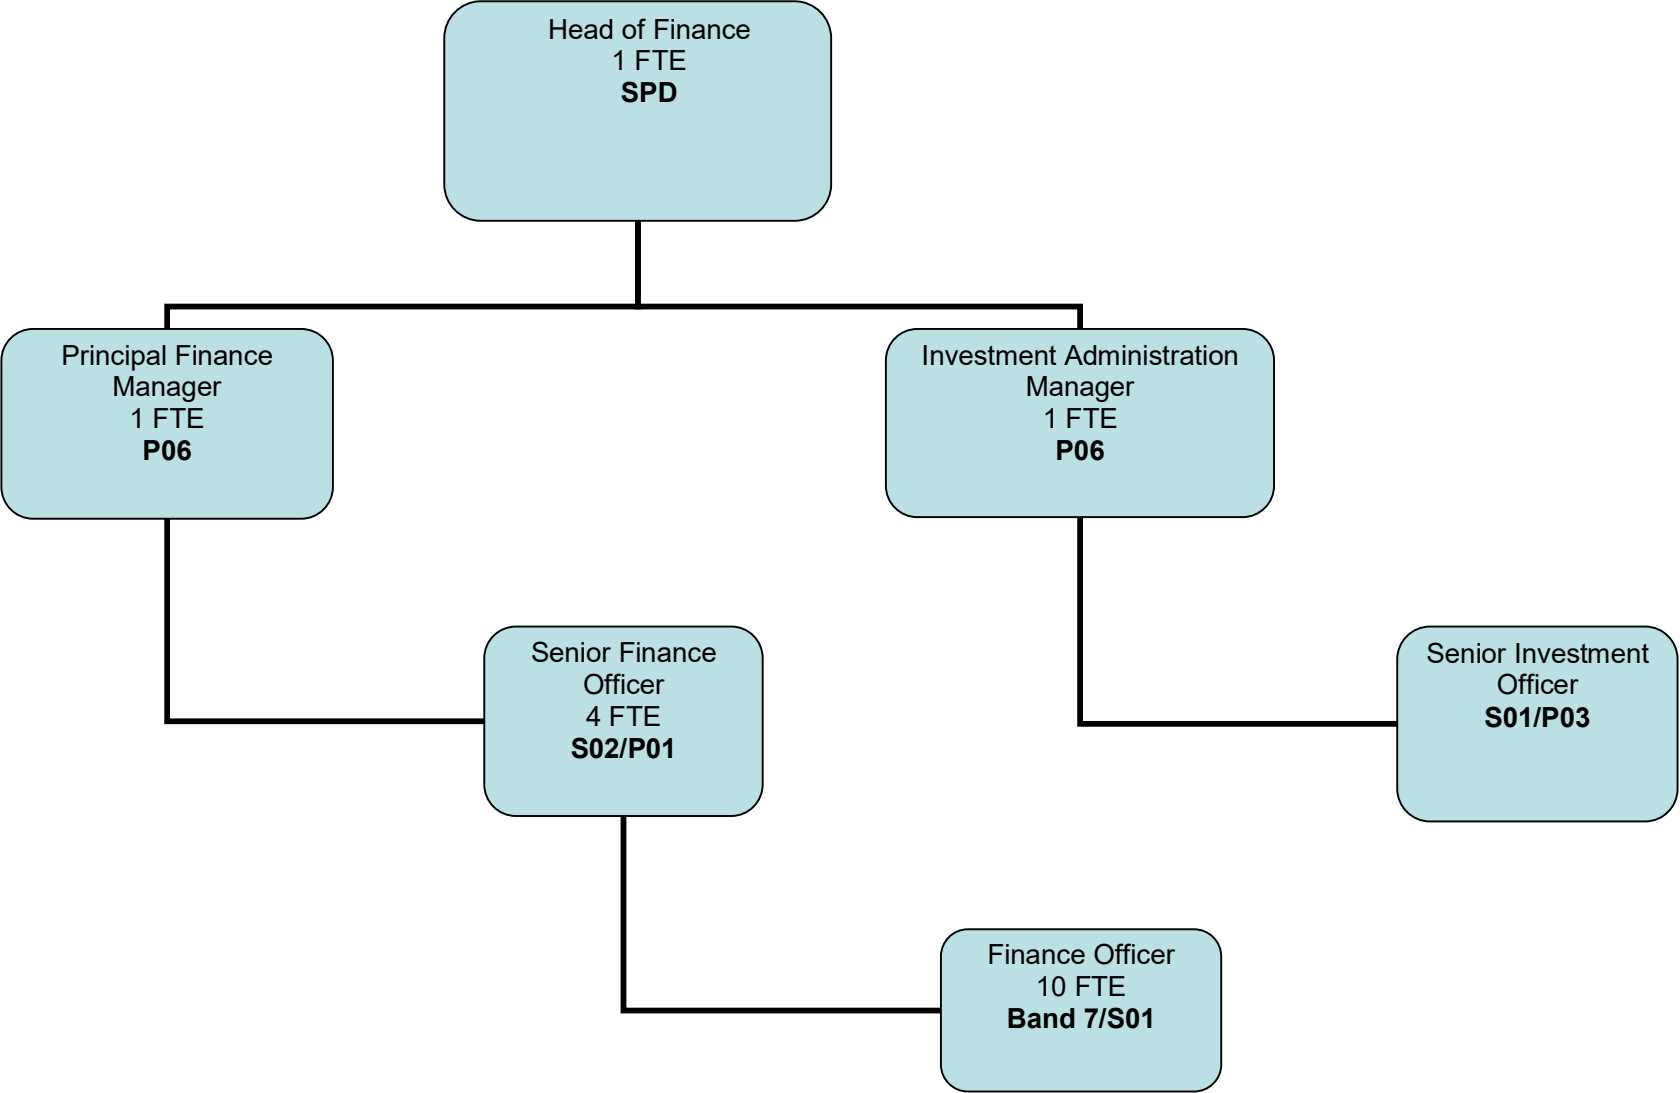 Head of Finance
1 FTE
SPD
Principal Finance
Manager
1 FTE
P06
Investment Administration
Manager
1 FTE
P06
Senior Finance
Officer
4 FTE
S02/P01
Senior Investment
Officer
S01/P03
Finance Officer
10 FTE
Band 7/S01